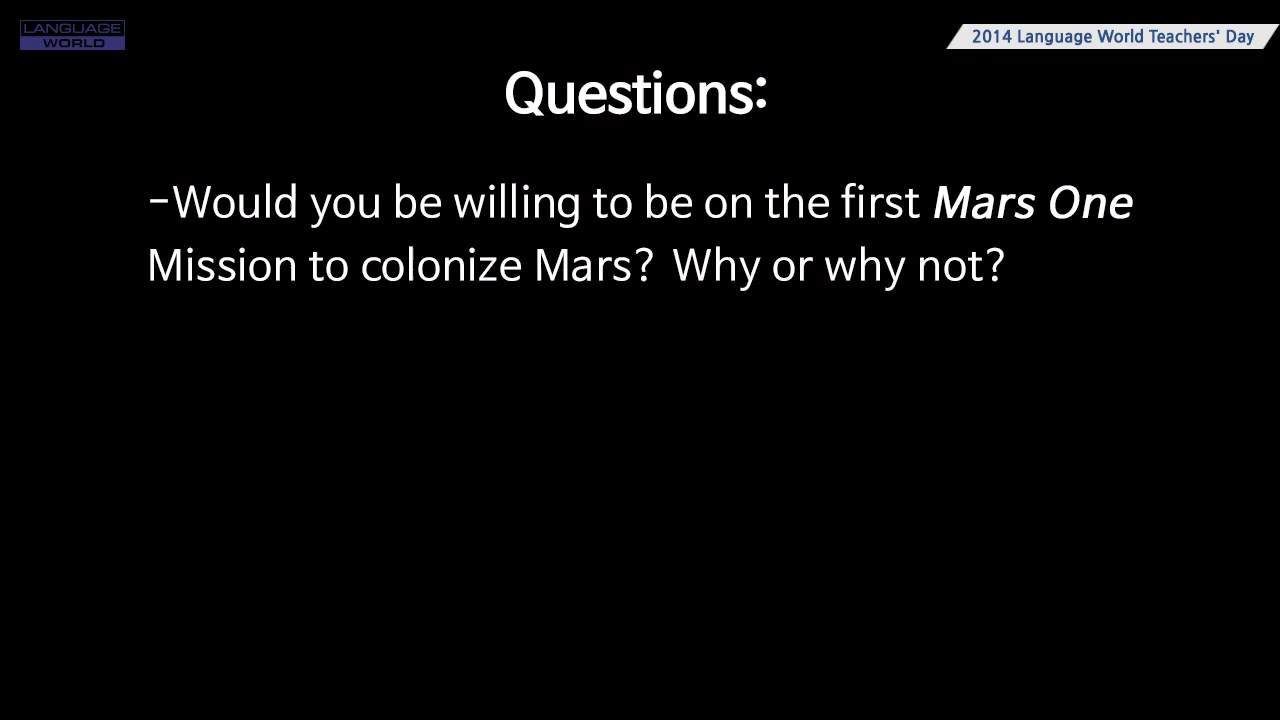 LANGUAGE
WORLD
2014 Language World Teachers' Day
Questions:
-Would you be willing to be on the first Mars One
Mission to colonize Mars? Why or why not?